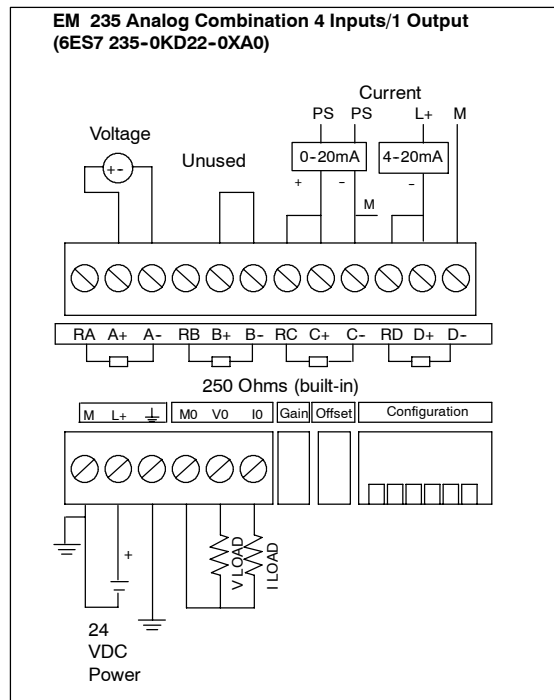 EM 235 Analog Combination 4 Inputs/1 Output
(6ES7 235-0KD22-0XA0)
Current
PS PS L+ M
Voltage
Unused
0-20mA 4-20mA
+-
+ - -
M
RA A+ A- RB B+ B- RC C+ C- RD D+ D-
250 Ohms (built-in)
M L+ M0 V0 I0 Gain Offset Configuration
+
V LOAD
I LOAD
24
VDC
Power